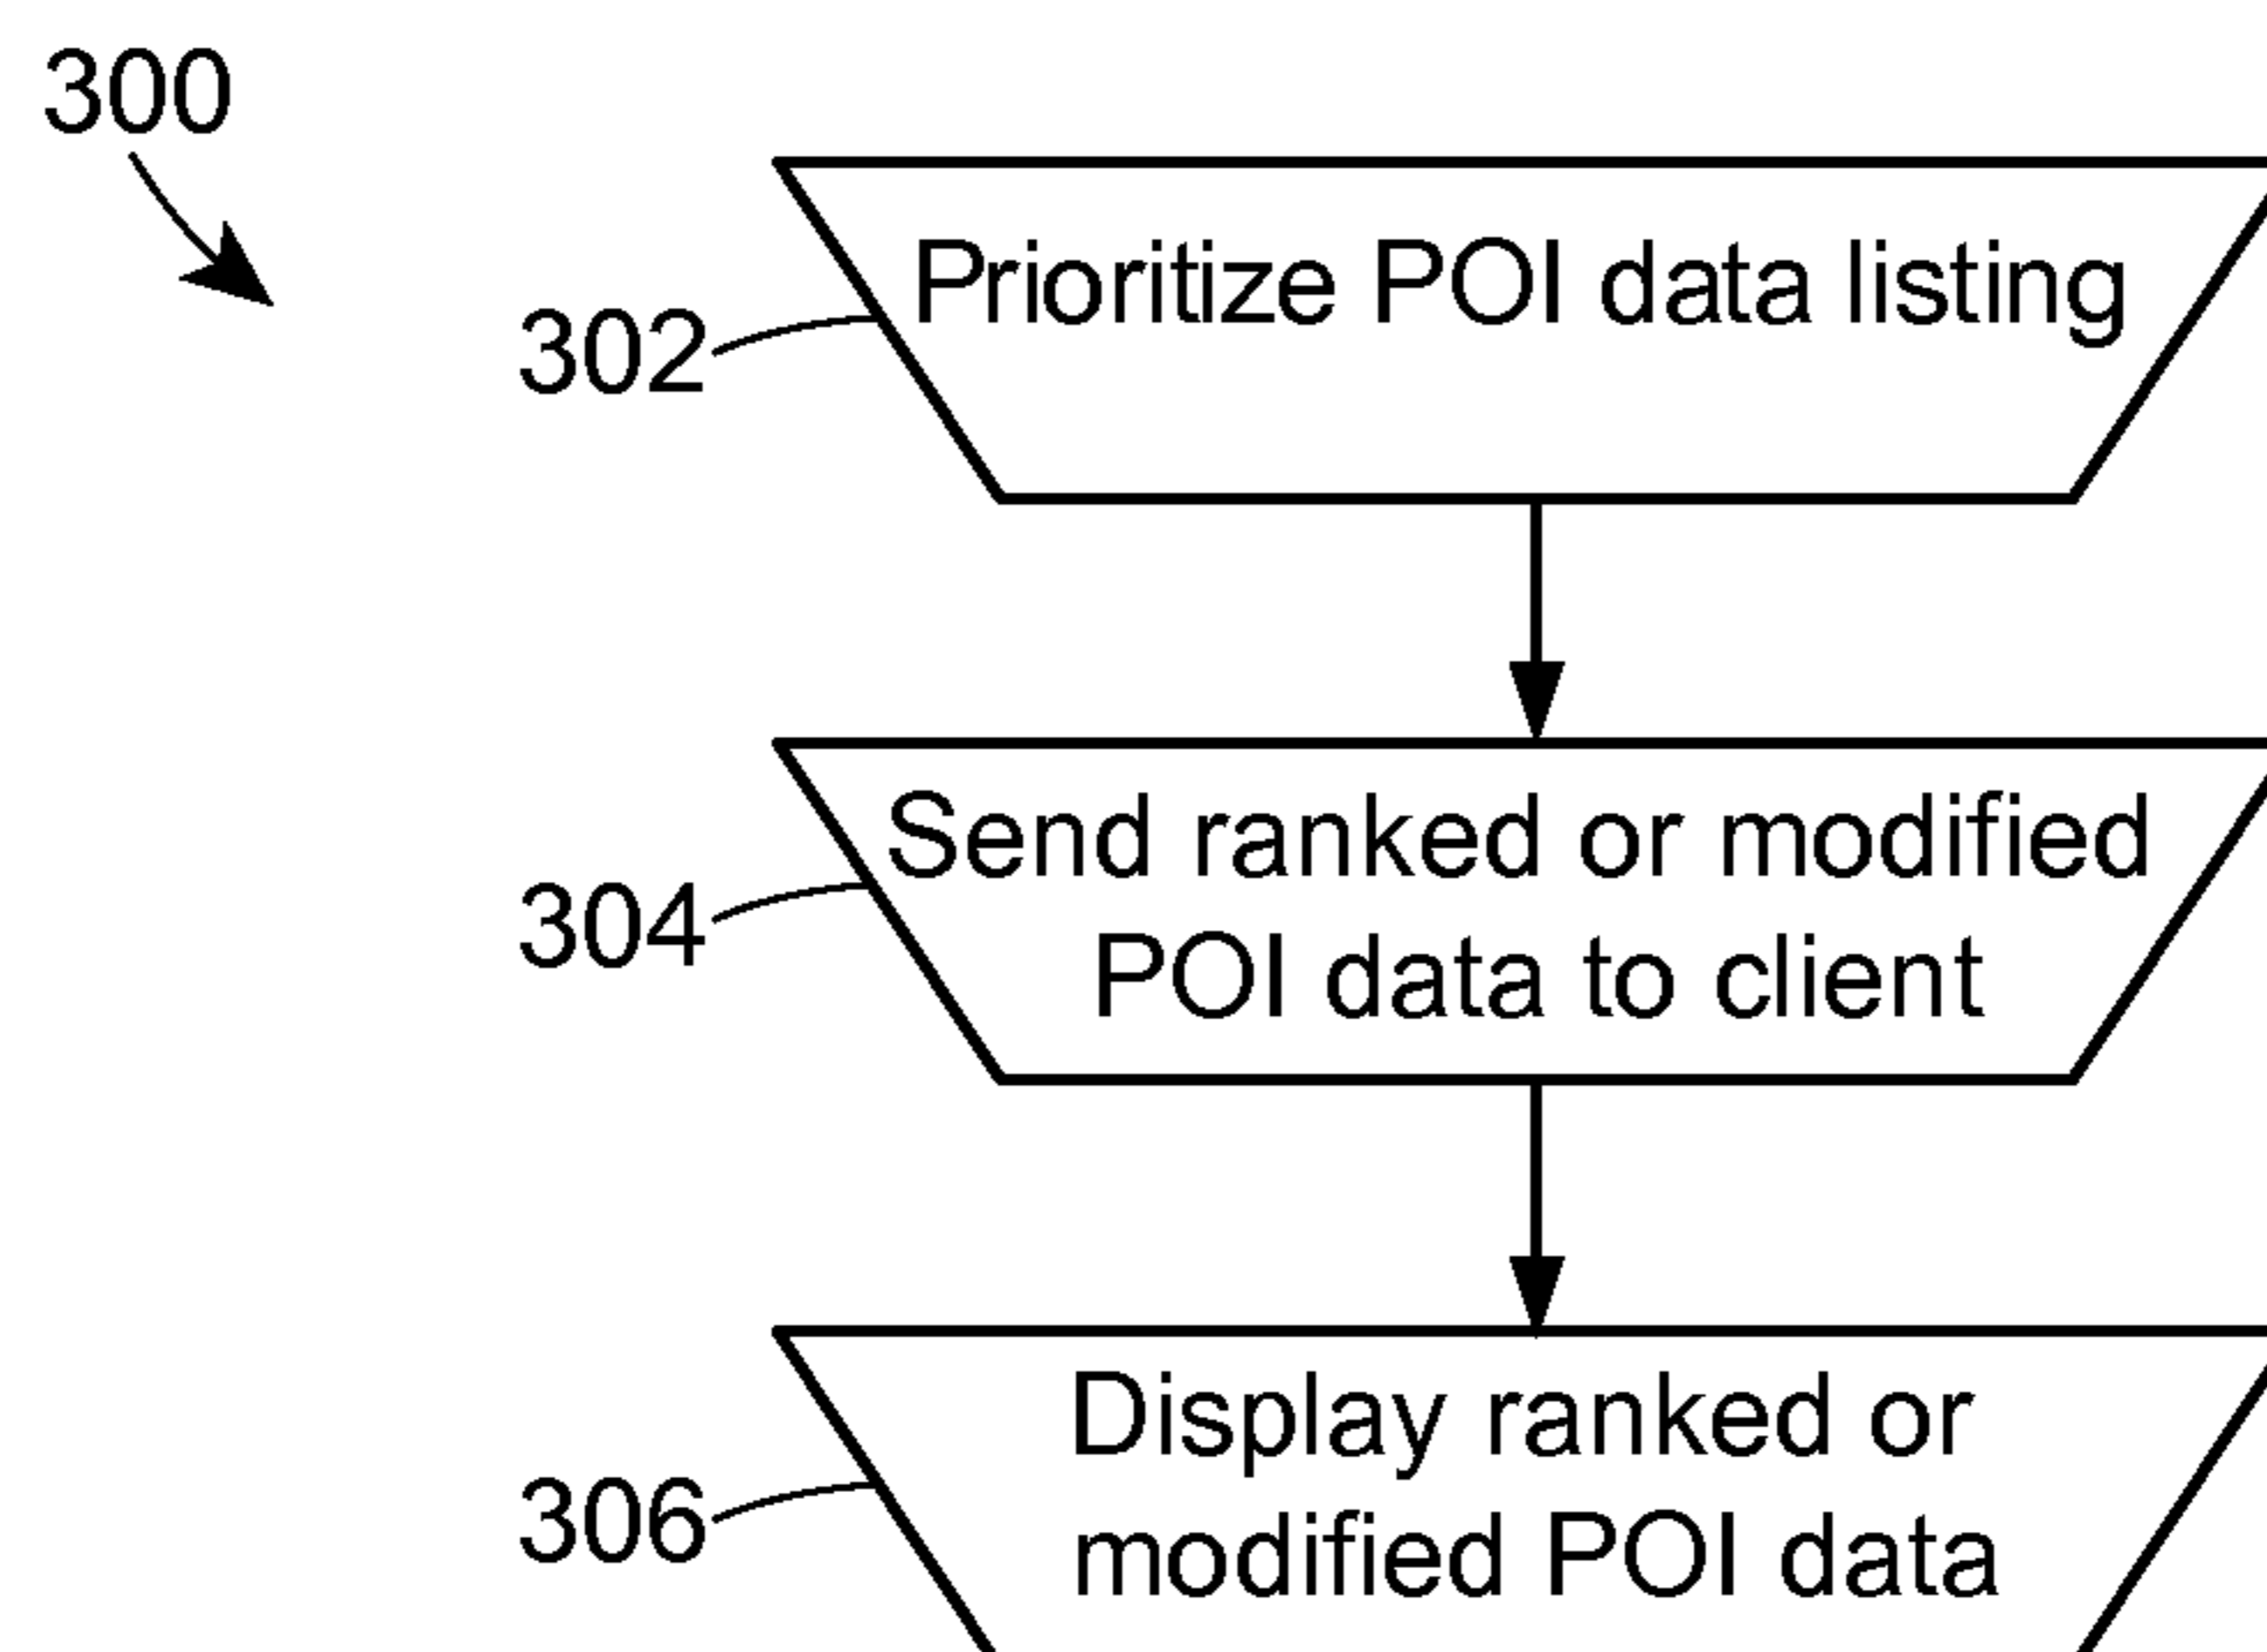 300
302
Prioritize POI data listing
304
Send ranked or modified
POI data to client
306
Display ranked or
modified POI data